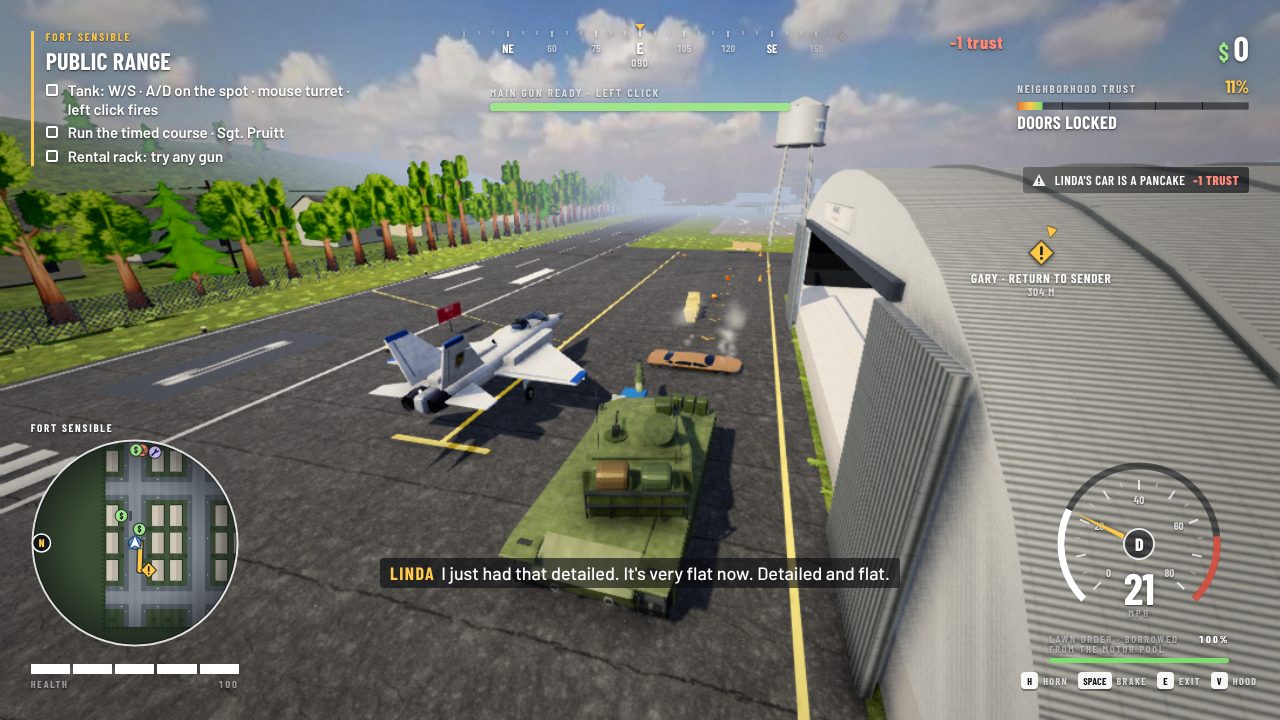 FORT SENSIBLE
PUBLIC RANGE
Tank: W/S · A/D on the spot · mouse turret ·
left click fires
Run the timed course · Sgt. Pruitt
Rental rack: try any gun
30 NE 60 75 E 105 120 SE 150
090
MAIN GUN READY · LEFT CLICK
-1 trust
$ 0
NEIGHBORHOOD TRUST 11%
DOORS LOCKED
LINDA'S CAR IS A PANCAKE -1 TRUST
GARY · RETURN TO SENDER
304 M
FORT SENSIBLE
N
HEALTH 100
LINDA I just had that detailed. It's very flat now. Detailed and flat.
0 20 40 60 80
D
21
MPH
LAWN ORDER · BORROWED
FROM THE MOTOR POOL
100%
H HORN SPACE BRAKE E EXIT V HOOD